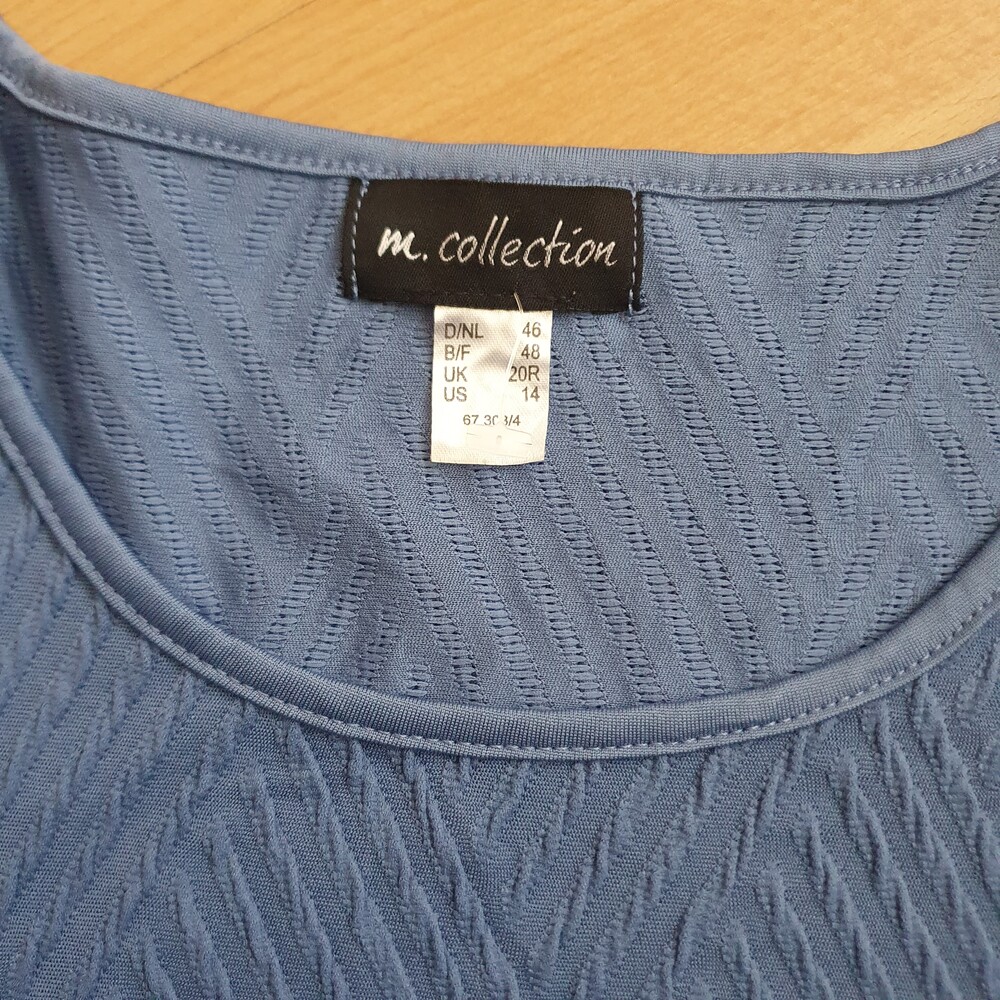 m. collection
D/NL 46
B/F 48
UK 20R
US 14